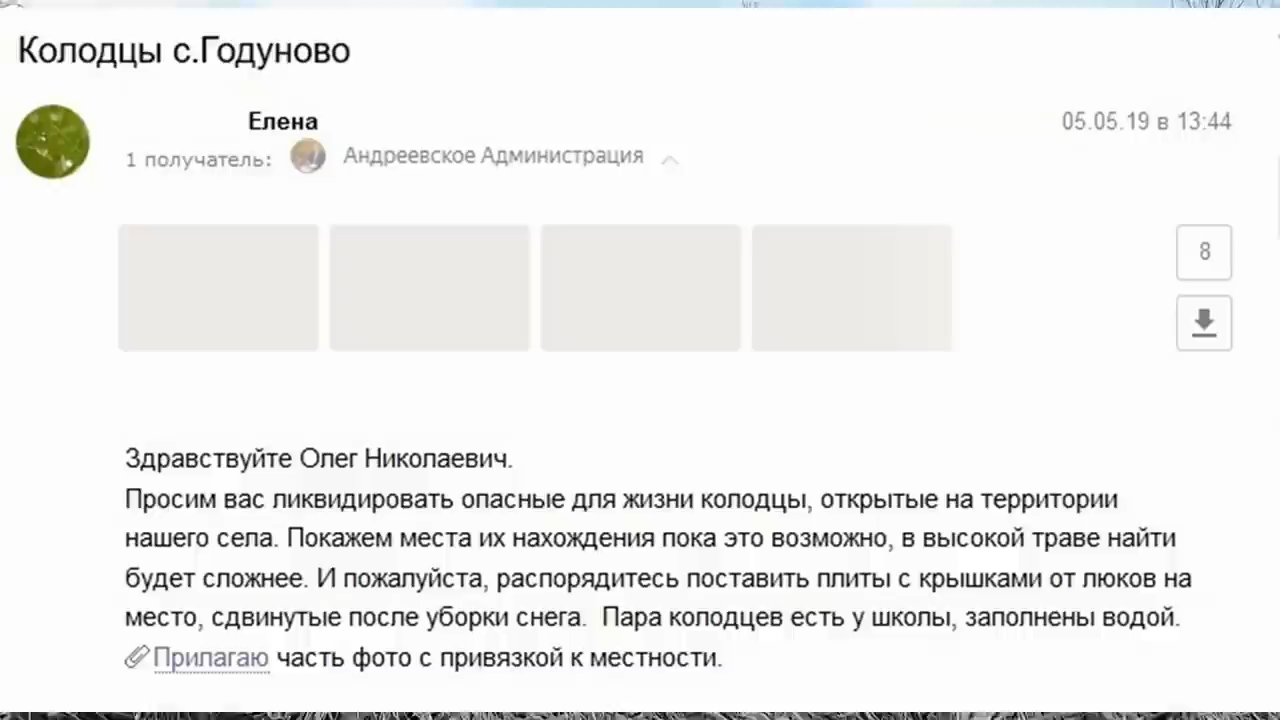 Колодцы с.Годуново
Елена
05.05.19 в 13:44
1 получатель: Андреевское Администрация
8
Здравствуйте Олег Николаевич.
Просим вас ликвидировать опасные для жизни колодцы, открытые на территории
нашего села. Покажем места их нахождения пока это возможно, в высокой траве найти
будет сложнее. И пожалуйста, распорядитесь поставить плиты с крышками от люков на
место, сдвинутые после уборки снега. Пара колодцев есть у школы, заполнены водой.
Прилагаю часть фото с привязкой к местности.